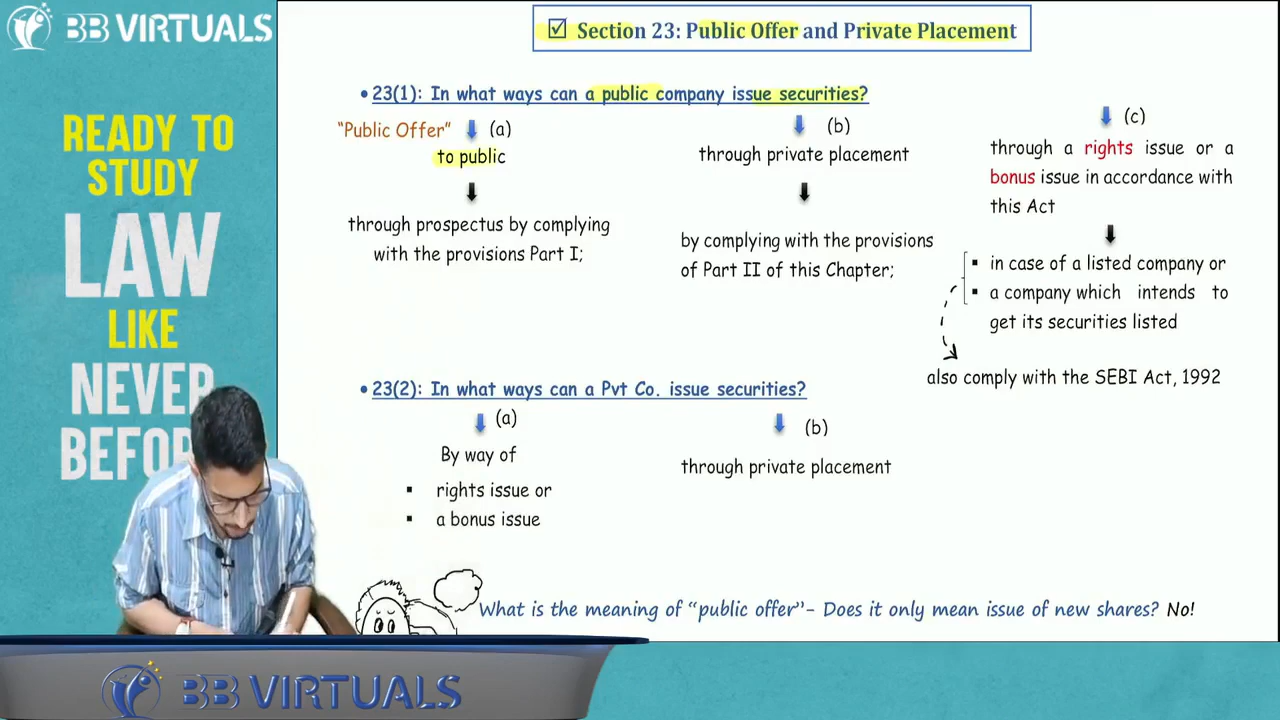 BB VIRTUALS
READY TO
STUDY
LAW
LIKE
NEVER
☑ Section 23: Public Offer and Private Placement
• 23(1): In what ways can a public company issue securities?
"Public Offer" (a)
to public
through prospectus by complying
with the provisions Part I;
(b)
through private placement
by complying with the provisions
of Part II of this Chapter;
(c)
through a rights issue or a
bonus issue in accordance with
this Act
▪ in case of a listed company or
▪ a company which intends to
get its securities listed
also comply with the SEBI Act, 1992
• 23(2): In what ways can a Pvt Co. issue securities?
(a)
By way of
▪ rights issue or
▪ a bonus issue
(b)
through private placement
What is the meaning of "public offer"- Does it only mean issue of new shares? No!
BB VIRTUALS